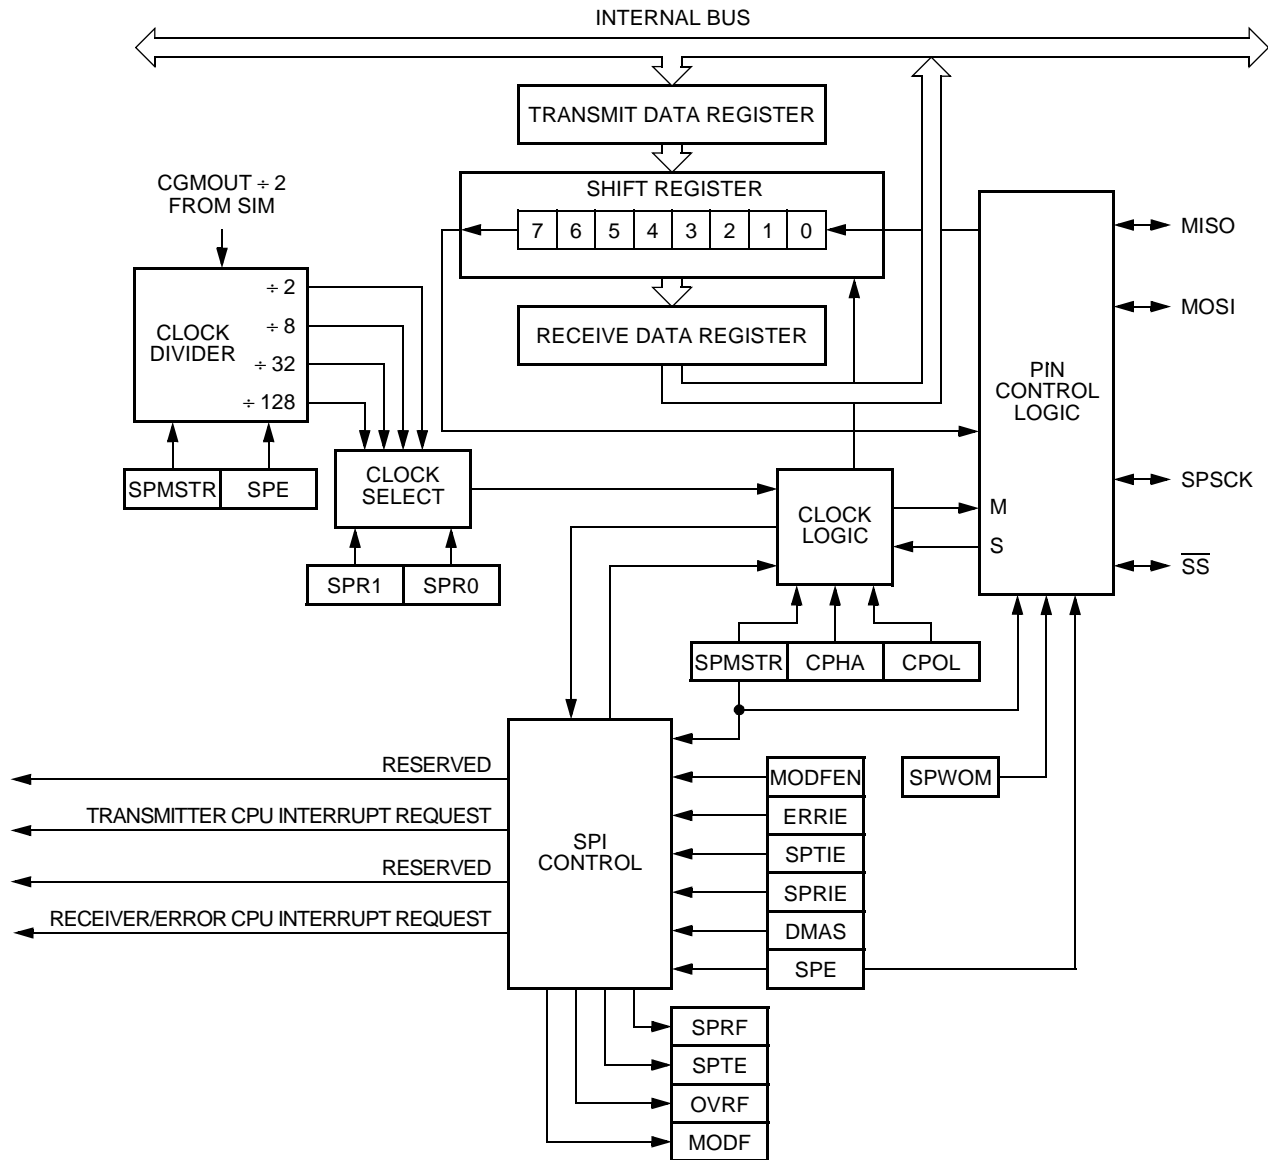 INTERNAL BUS
TRANSMIT DATA REGISTER
CGMOUT ÷ 2
FROM SIM
SHIFT REGISTER
7 6 5 4 3 2 1 0
MISO
÷ 2
MOSI
÷ 8
CLOCK
DIVIDER
RECEIVE DATA REGISTER
÷ 32
PIN
CONTROL
LOGIC
÷ 128
CLOCK
SELECT
SPMSTR SPE
SPSCK
CLOCK
LOGIC
M
S
SS
SPR1 SPR0
SPMSTR CPHA CPOL
RESERVED
MODFEN
SPWOM
TRANSMITTER CPU INTERRUPT REQUEST
ERRIE
SPI
CONTROL
SPTIE
RESERVED
SPRIE
RECEIVER/ERROR CPU INTERRUPT REQUEST
DMAS
SPE
SPRF
SPTE
OVRF
MODF